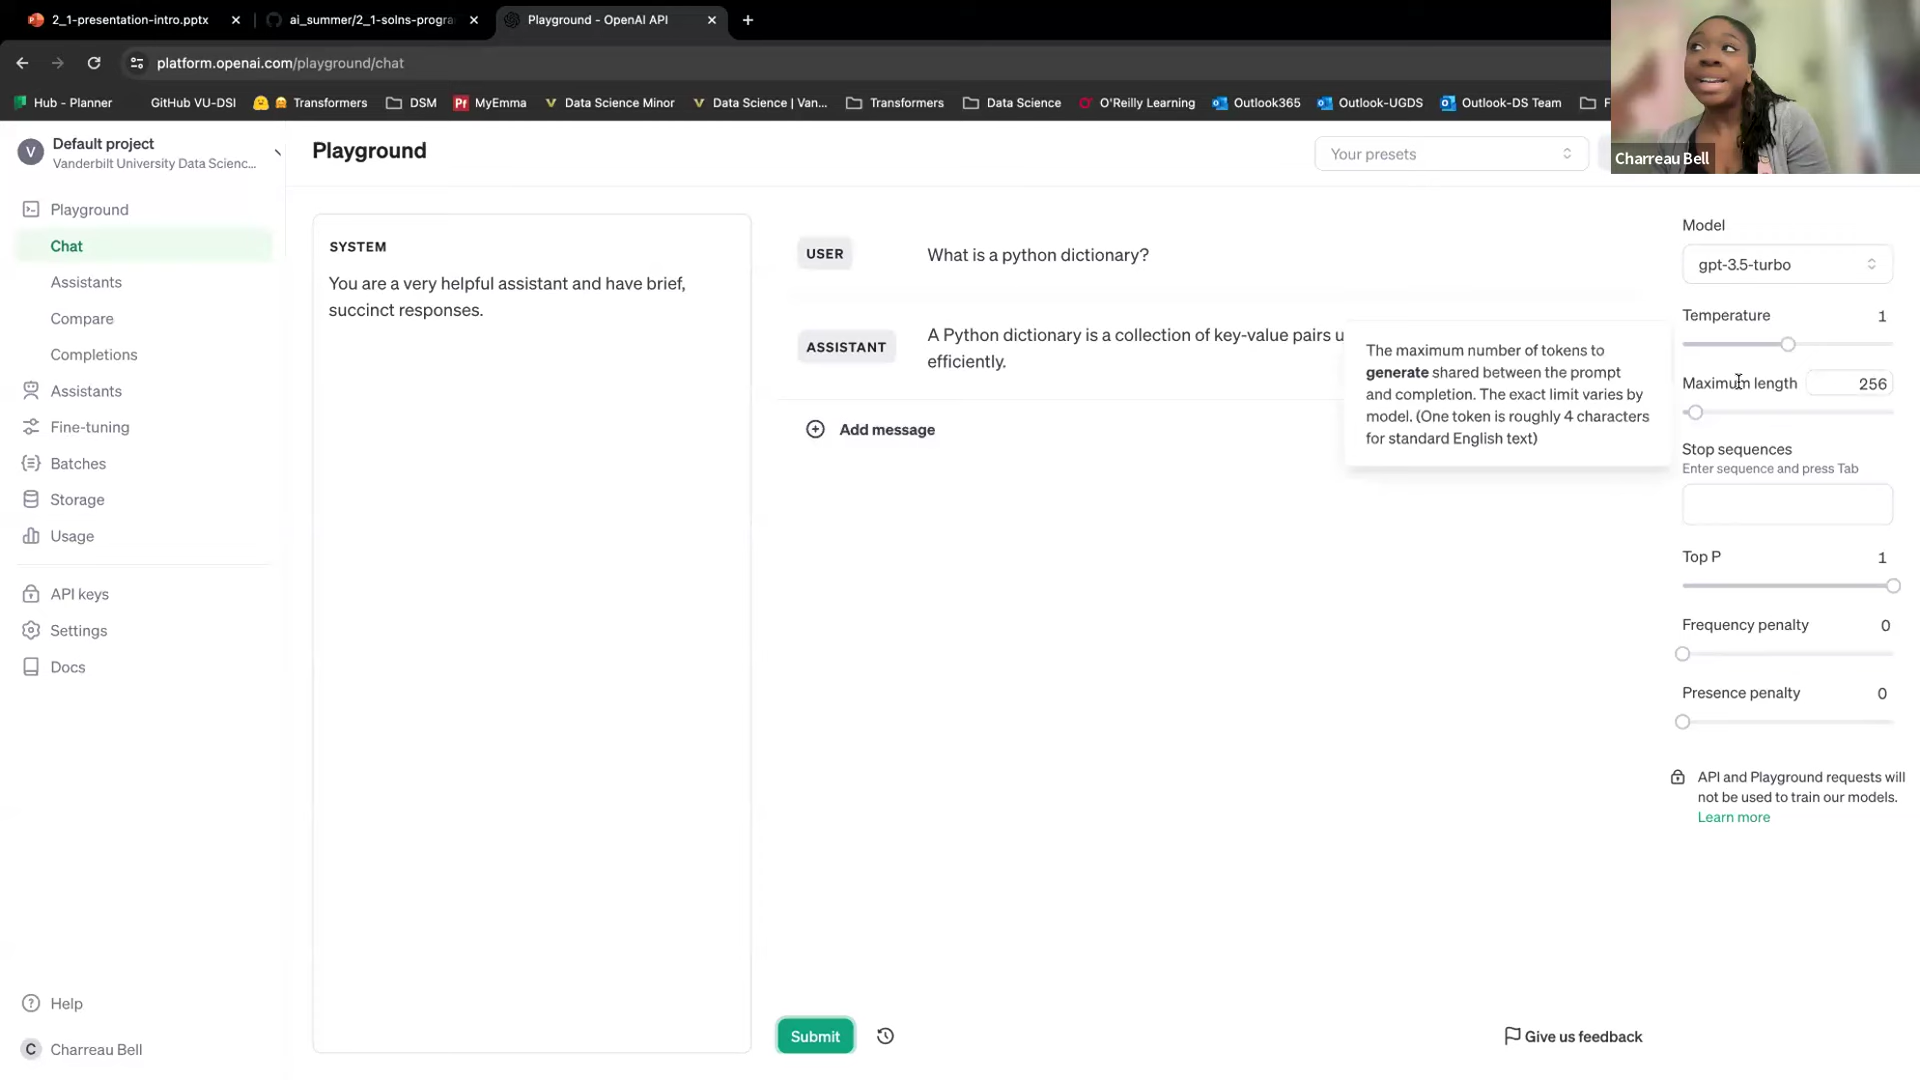 2_1-presentation-intro.pptx
ai_summer/2_1-solns-progra
Playground - OpenAI API
platform.openai.com/playground/chat
Hub - Planner
GitHub VU-DSI
Transformers
DSM
MyEmma
Data Science Minor
Data Science | Van...
Transformers
Data Science
O'Reilly Learning
Outlook365
Outlook-UGDS
Outlook-DS Team
F
Charreau Bell
V
Default project
Vanderbilt University Data Scienc...
Playground
Chat
Assistants
Compare
Completions
Assistants
Fine-tuning
Batches
Storage
Usage
API keys
Settings
Docs
Help
C
Charreau Bell
Playground
Your presets
SYSTEM
You are a very helpful assistant and have brief,
succinct responses.
USER
What is a python dictionary?
ASSISTANT
A Python dictionary is a collection of key-value pairs u
efficiently.
Add message
The maximum number of tokens to
generate shared between the prompt
and completion. The exact limit varies by
model. (One token is roughly 4 characters
for standard English text)
Submit
Give us feedback
Model
gpt-3.5-turbo
Temperature 1
Maximum length 256
Stop sequences
Enter sequence and press Tab
Top P 1
Frequency penalty 0
Presence penalty 0
API and Playground requests will
not be used to train our models.
Learn more